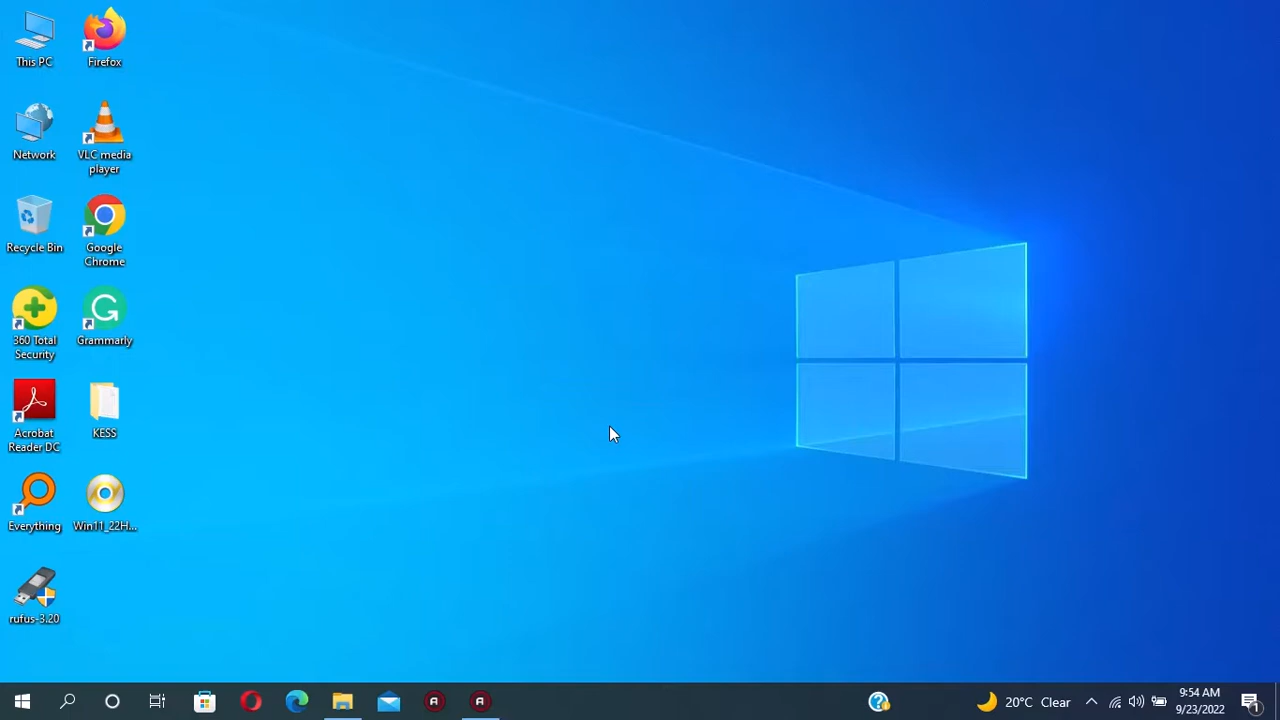 This PC
Firefox
Network
VLC media
player
Recycle Bin
Google
Chrome
360 Total
Security
Grammarly
Acrobat
Reader DC
KESS
Everything
Win11_22H...
rufus-3.20
20°C Clear
9:54 AM
9/23/2022
1